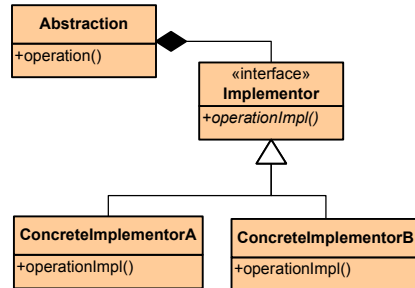 Abstraction
+operation()
«interface»
Implementor
+operationImpl()
ConcreteImplementorA
+operationImpl()
ConcreteImplementorB
+operationImpl()